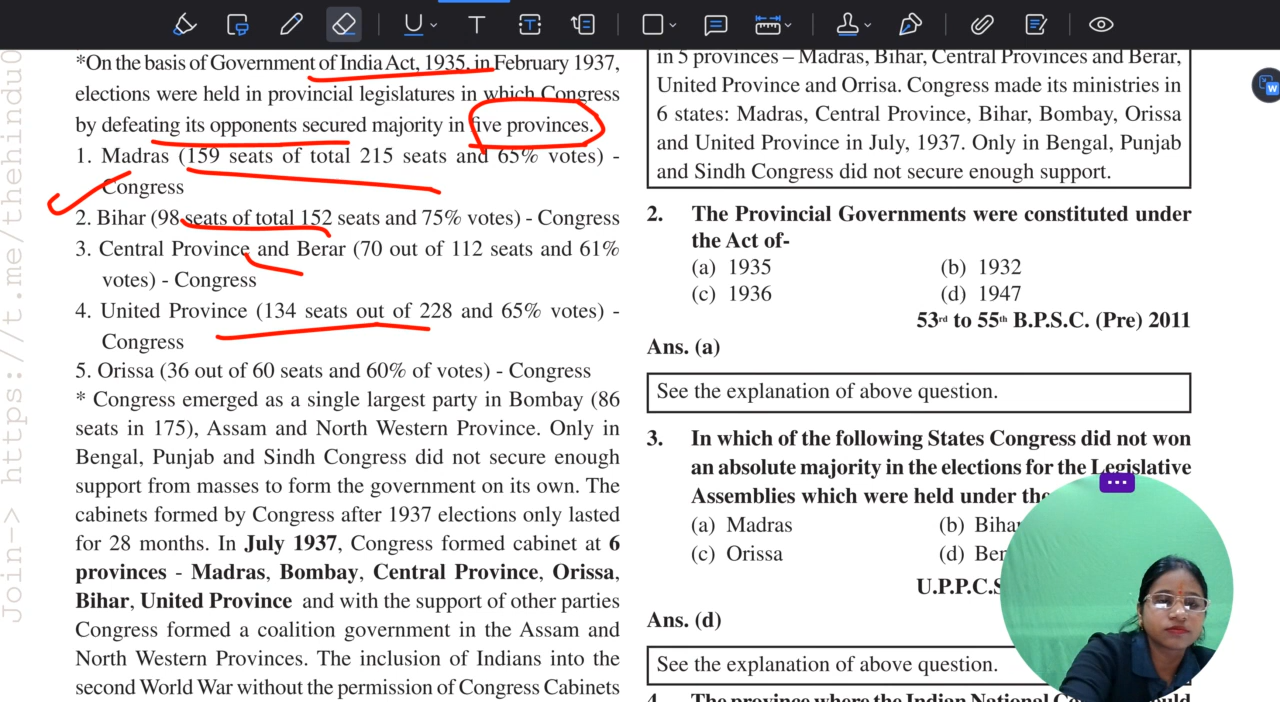 *On the basis of Government of India Act, 1935, in February 1937,
elections were held in provincial legislatures in which Congress
by defeating its opponents secured majority in five provinces.
1. Madras (159 seats of total 215 seats and 65% votes) -
Congress
2. Bihar (98 seats of total 152 seats and 75% votes) - Congress
3. Central Province and Berar (70 out of 112 seats and 61%
votes) - Congress
4. United Province (134 seats out of 228 and 65% votes) -
Congress
5. Orissa (36 out of 60 seats and 60% of votes) - Congress
* Congress emerged as a single largest party in Bombay (86
seats in 175), Assam and North Western Province. Only in
Bengal, Punjab and Sindh Congress did not secure enough
support from masses to form the government on its own. The
cabinets formed by Congress after 1937 elections only lasted
for 28 months. In July 1937, Congress formed cabinet at 6
provinces - Madras, Bombay, Central Province, Orissa,
Bihar, United Province and with the support of other parties
Congress formed a coalition government in the Assam and
North Western Provinces. The inclusion of Indians into the
second World War without the permission of Congress Cabinets
in 5 provinces – Madras, Bihar, Central Provinces and Berar,
United Province and Orrisa. Congress made its ministries in
6 states: Madras, Central Province, Bihar, Bombay, Orissa
and United Province in July, 1937. Only in Bengal, Punjab
and Sindh Congress did not secure enough support.
2. The Provincial Governments were constituted under
the Act of-
(a) 1935 (b) 1932
(c) 1936 (d) 1947
53rd to 55th B.P.S.C. (Pre) 2011
Ans. (a)
See the explanation of above question.
3. In which of the following States Congress did not won
an absolute majority in the elections for the Legislative
Assemblies which were held under the
(a) Madras (b) Bihar
(c) Orissa (d) Ben
U.P.P.C.S
Ans. (d)
See the explanation of above question.
4. The province where the Indian National
Join-> https://t.me/thehindu0
T
T
W